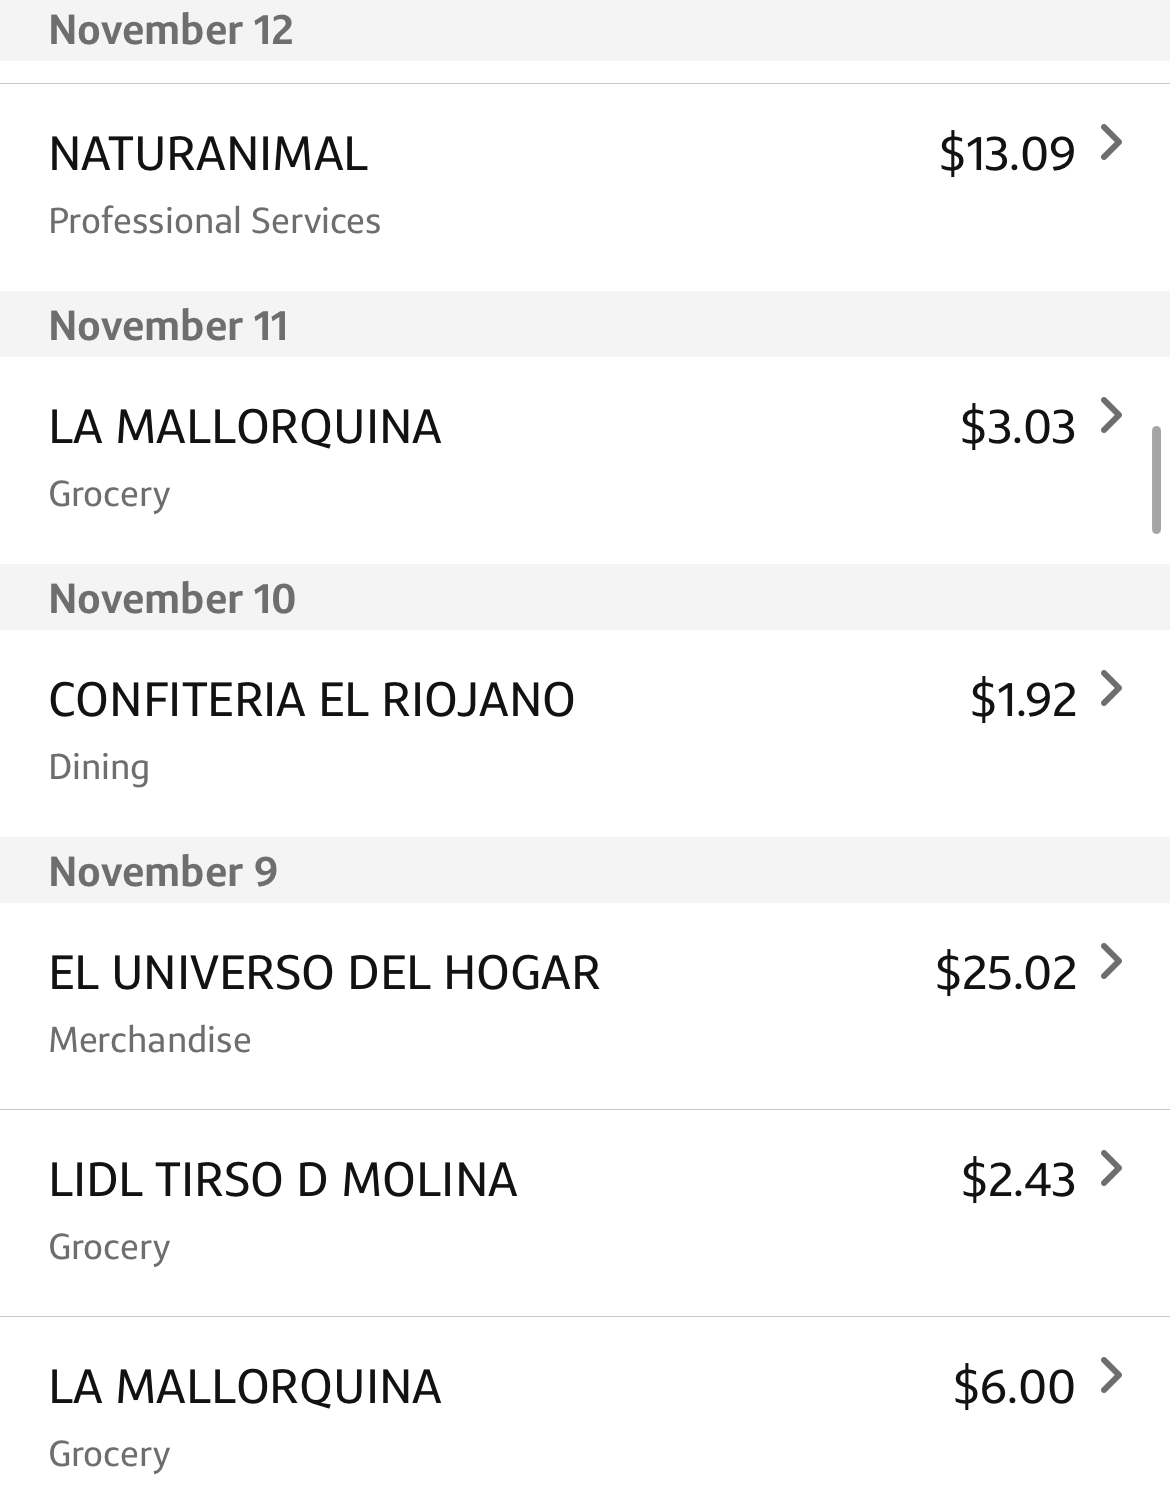 November 12
NATURANIMAL $13.09
Professional Services
November 11
LA MALLORQUINA $3.03
Grocery
November 10
CONFITERIA EL RIOJANO $1.92
Dining
November 9
EL UNIVERSO DEL HOGAR $25.02
Merchandise
LIDL TIRSO D MOLINA $2.43
Grocery
LA MALLORQUINA $6.00
Grocery